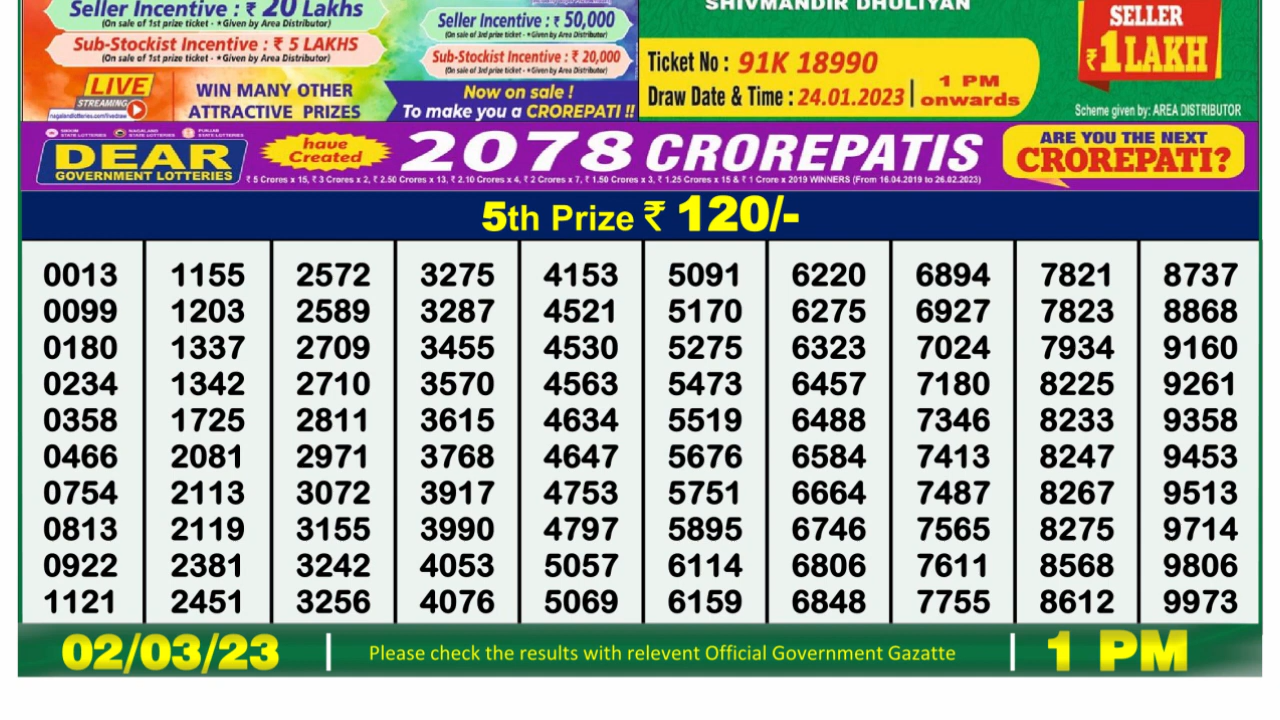 Seller Incentive : ₹ 20 Lakhs
(On sale of 1st prize ticket - *Given by Area Distributor)
Sub-Stockist Incentive : ₹ 5 LAKHS
(On sale of 1st prize ticket - *Given by Area Distributor)
LIVE
STREAMING
nagalandlotteries.com/livedraw
WIN MANY OTHER
ATTRACTIVE PRIZES
Seller Incentive : ₹ 50,000
(On sale of 3rd prize ticket - *Given by Area Distributor)
Sub-Stockist Incentive : ₹ 20,000
(On sale of 3rd prize ticket - *Given by Area Distributor)
Now on sale !
To make you a CROREPATI !!
SHIVMANDIR DHULIYAN
Ticket No : 91K 18990
Draw Date & Time : 24.01.2023 | 1 PM onwards
SELLER
₹1 LAKH
Scheme given by: AREA DISTRIBUTOR
SIKKIM STATE LOTTERIES NAGALAND STATE LOTTERIES PUNJAB STATE LOTTERIES
DEAR
GOVERNMENT LOTTERIES
have
Created
2078 CROREPATIS
₹ 5 Crores x 15, ₹ 3 Crores x 2, ₹ 2.50 Crores x 13, ₹ 2.10 Crores x 4, ₹ 2 Crores x 7, ₹ 1.50 Crores x 3, ₹ 1.25 Crores x 15 & ₹ 1 Crore x 2019 WINNERS (From 16.04.2019 to 26.02.2023)
ARE YOU THE NEXT
CROREPATI?
5th Prize ₹ 120/-
0013 1155 2572 3275 4153 5091 6220 6894 7821 8737
0099 1203 2589 3287 4521 5170 6275 6927 7823 8868
0180 1337 2709 3455 4530 5275 6323 7024 7934 9160
0234 1342 2710 3570 4563 5473 6457 7180 8225 9261
0358 1725 2811 3615 4634 5519 6488 7346 8233 9358
0466 2081 2971 3768 4647 5676 6584 7413 8247 9453
0754 2113 3072 3917 4753 5751 6664 7487 8267 9513
0813 2119 3155 3990 4797 5895 6746 7565 8275 9714
0922 2381 3242 4053 5057 6114 6806 7611 8568 9806
1121 2451 3256 4076 5069 6159 6848 7755 8612 9973
02/03/23 | Please check the results with relevent Official Government Gazatte | 1 PM